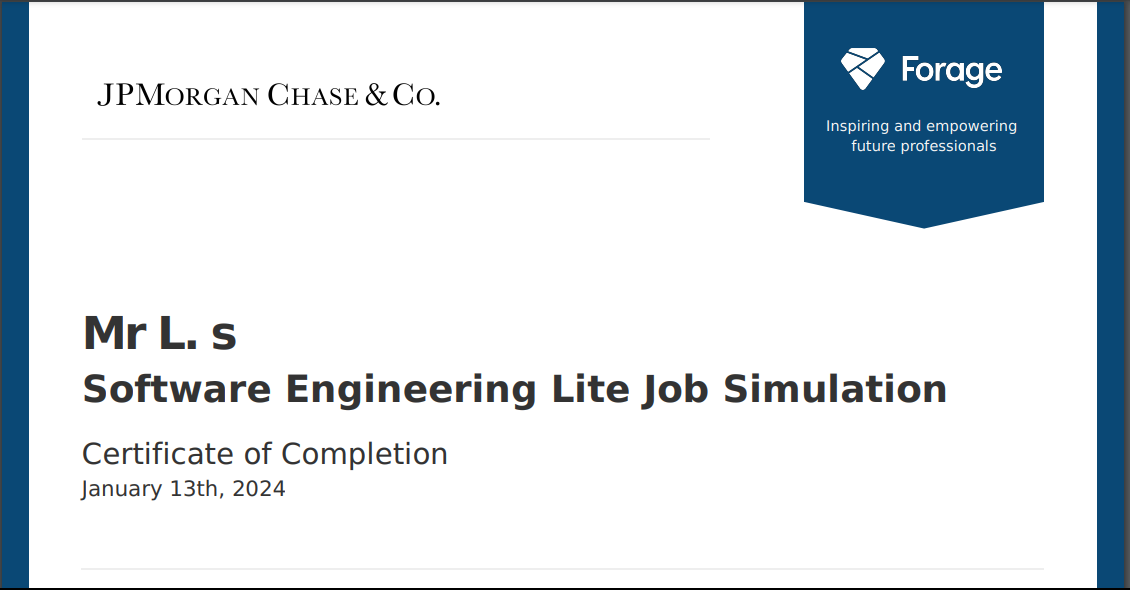 JPMORGAN CHASE & CO.
Forage
Inspiring and empowering
future professionals
Mr L. s
Software Engineering Lite Job Simulation
Certificate of Completion
January 13th, 2024